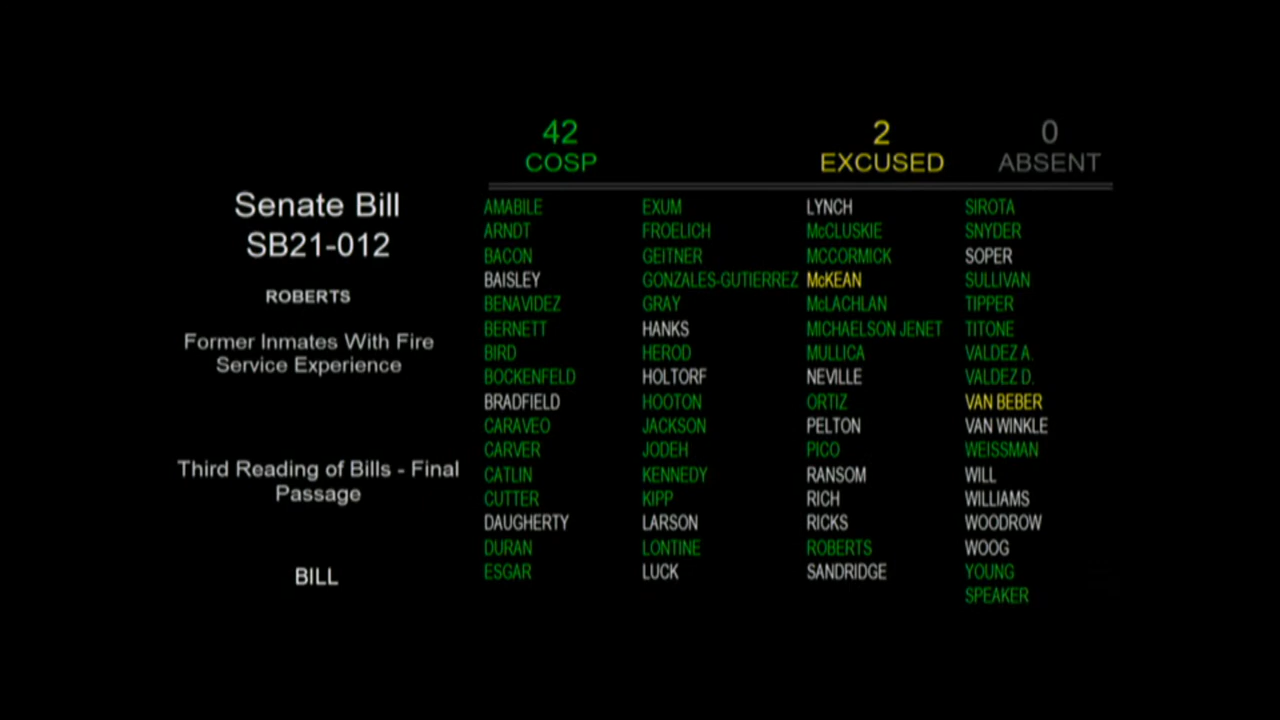 42
COSP
2
EXCUSED
0
ABSENT
Senate Bill
SB21-012
ROBERTS
Former Inmates With Fire
Service Experience
Third Reading of Bills - Final
Passage
BILL
AMABILE
ARNDT
BACON
BAISLEY
BENAVIDEZ
BERNETT
BIRD
BOCKENFELD
BRADFIELD
CARAVEO
CARVER
CATLIN
CUTTER
DAUGHERTY
DURAN
ESGAR
EXUM
FROELICH
GEITNER
GONZALES-GUTIERREZ
GRAY
HANKS
HEROD
HOLTORF
HOOTON
JACKSON
JODEH
KENNEDY
KIPP
LARSON
LONTINE
LUCK
LYNCH
McCLUSKIE
MCCORMICK
McKEAN
McLACHLAN
MICHAELSON JENET
MULLICA
NEVILLE
ORTIZ
PELTON
PICO
RANSOM
RICH
RICKS
ROBERTS
SANDRIDGE
SIROTA
SNYDER
SOPER
SULLIVAN
TIPPER
TITONE
VALDEZ A.
VALDEZ D.
VAN BEBER
VAN WINKLE
WEISSMAN
WILL
WILLIAMS
WOODROW
WOOG
YOUNG
SPEAKER